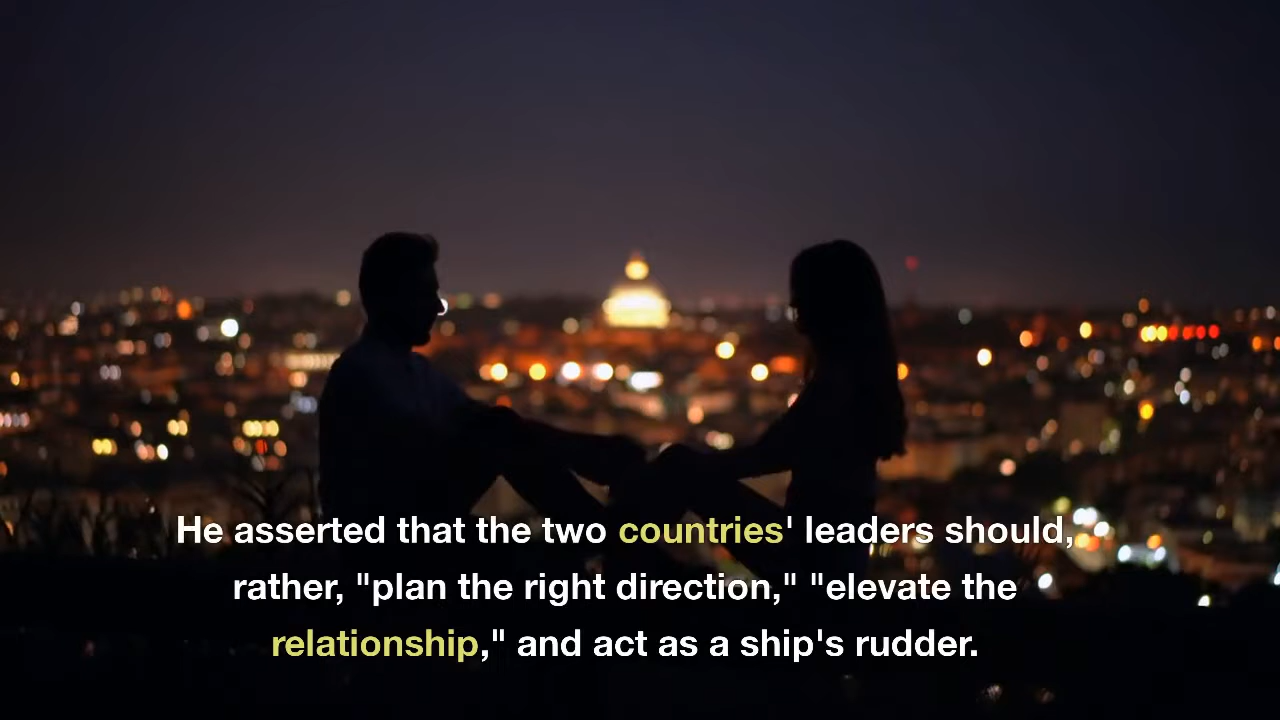 He asserted that the two countries' leaders should,
rather, "plan the right direction," "elevate the
relationship," and act as a ship's rudder.